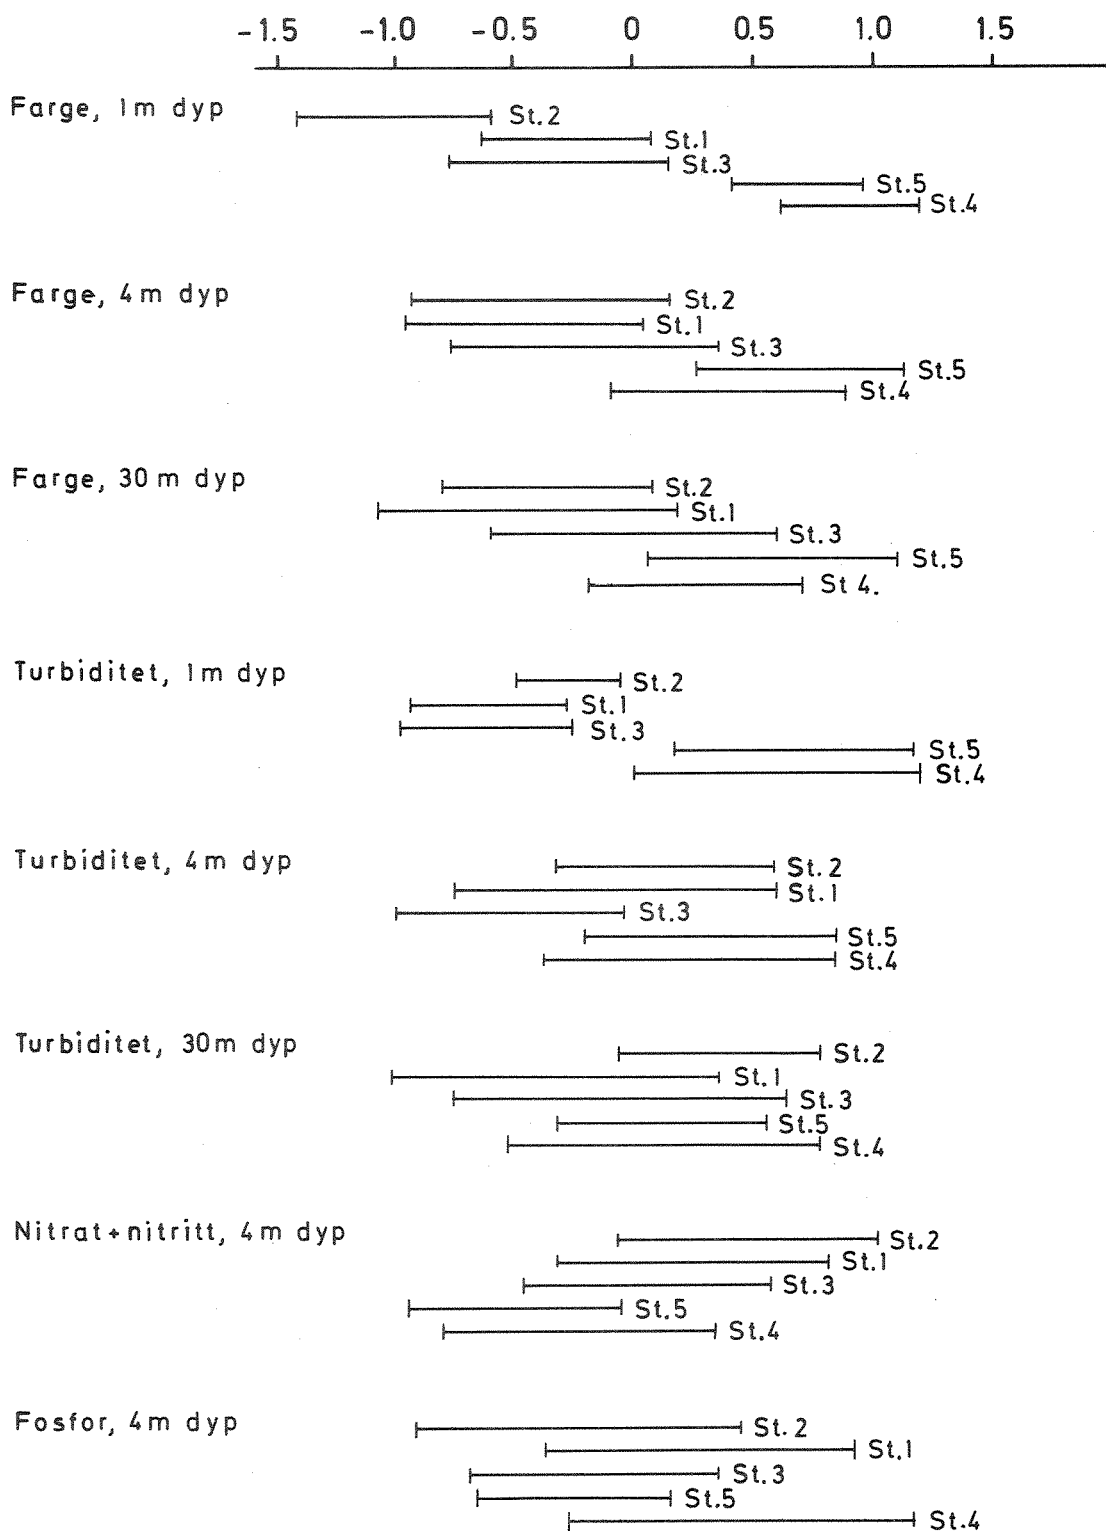 -1.5 -1.0 -0.5 0 0.5 1.0 1.5
Farge, 1m dyp
St.2
St.1
St.3
St.5
St.4
Farge, 4m dyp
St.2
St.1
St.3
St.5
St.4
Farge, 30m dyp
St.2
St.1
St.3
St.5
St 4.
Turbiditet, 1m dyp
St.2
St.1
St.3
St.5
St.4
Turbiditet, 4m dyp
St.2
St.1
St.3
St.5
St.4
Turbiditet, 30m dyp
St.2
St.1
St.3
St.5
St.4
Nitrat+nitritt, 4m dyp
St.2
St.1
St.3
St.5
St.4
Fosfor, 4m dyp
St.2
St.1
St.3
St.5
St.4